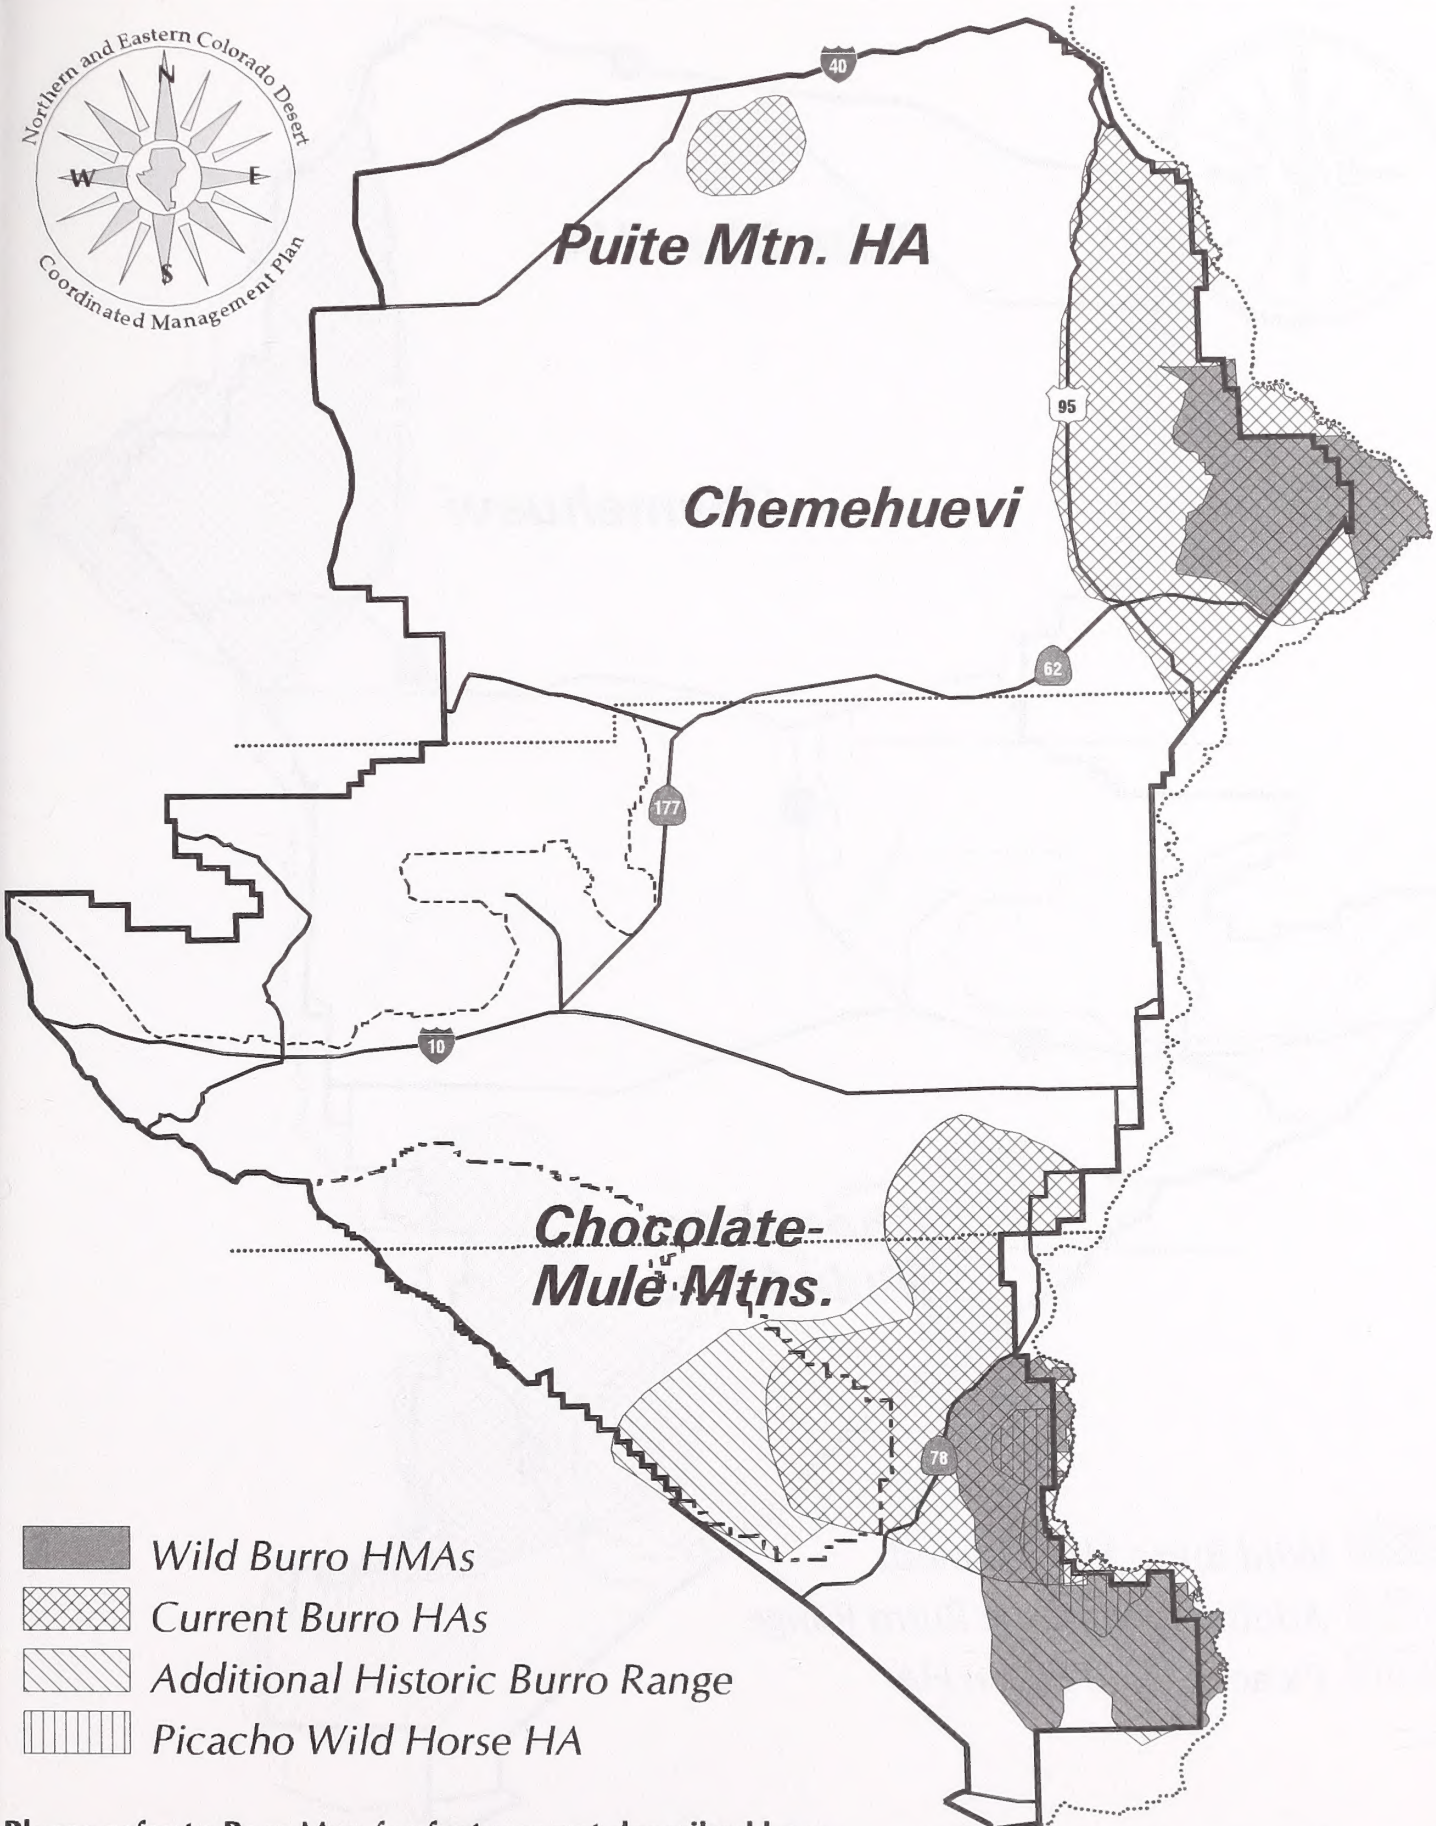 Northern and Eastern Colorado Desert
N
W E
S
Coordinated Management Plan
40
Puite Mtn. HA
95
Chemehuevi
62
177
10
Chocolate-
Mule Mtns.
78
Wild Burro HMAs
Current Burro HAs
Additional Historic Burro Range
Picacho Wild Horse HA